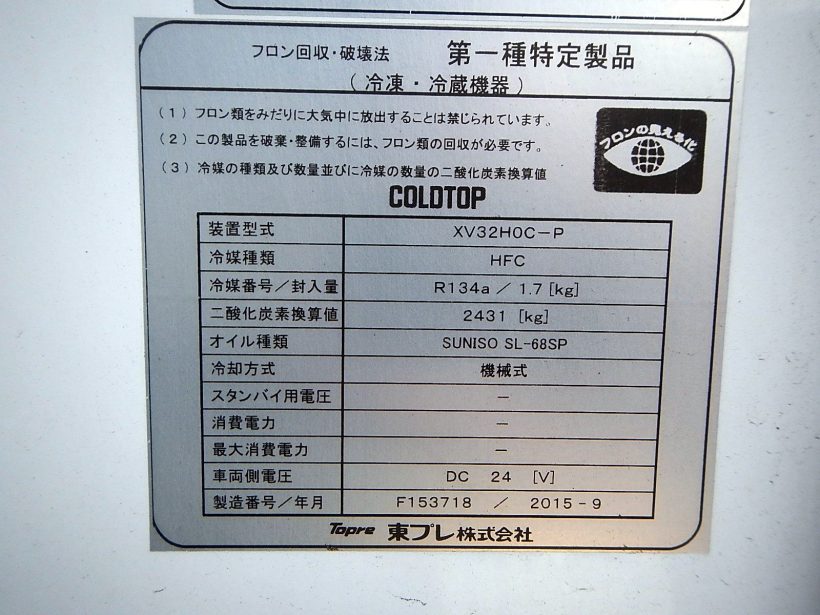 フロン回収・破壊法 第一種特定製品
（冷凍・冷蔵機器）
（1）フロン類をみだりに大気中に放出することは禁じられています。
（2）この製品を破棄・整備するには、フロン類の回収が必要です。
（3）冷媒の種類及び数量並びに冷媒の数量の二酸化炭素換算値
フロンの見える化
COLDTOP
装置型式 XV32H0C-P
冷媒種類 HFC
冷媒番号／封入量 R134a ／ 1.7 [kg]
二酸化炭素換算値 2431 [kg]
オイル種類 SUNISO SL-68SP
冷却方式 機械式
スタンバイ用電圧 －
消費電力 －
最大消費電力 －
車両側電圧 DC 24 [V]
製造番号／年月 F153718 ／ 2015-9
Topre 東プレ株式会社